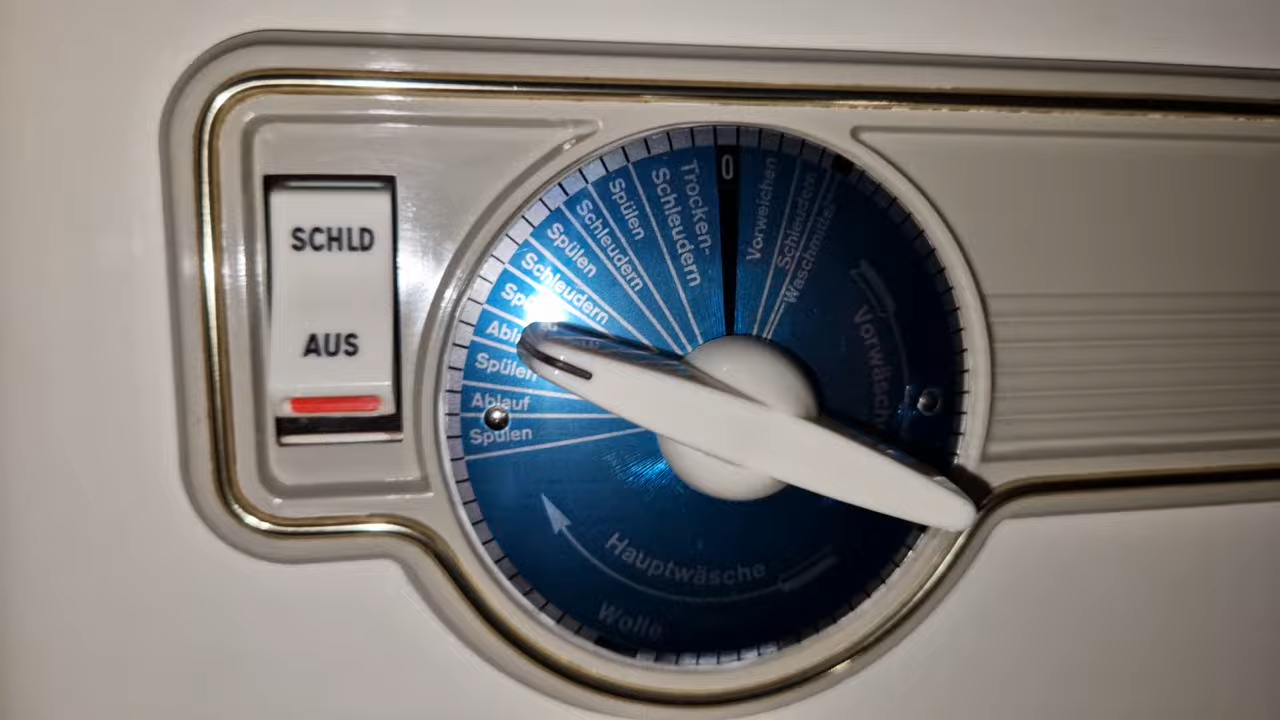 SCHLD
AUS
0
Vorweichen
Schleudern
Waschmittel
Vorwäsche
Wolle
Hauptwäsche
Spülen
Ablauf
Spülen
Ablauf
Schleudern
Spülen
Schleudern
Spülen
Trocken-
Schleudern